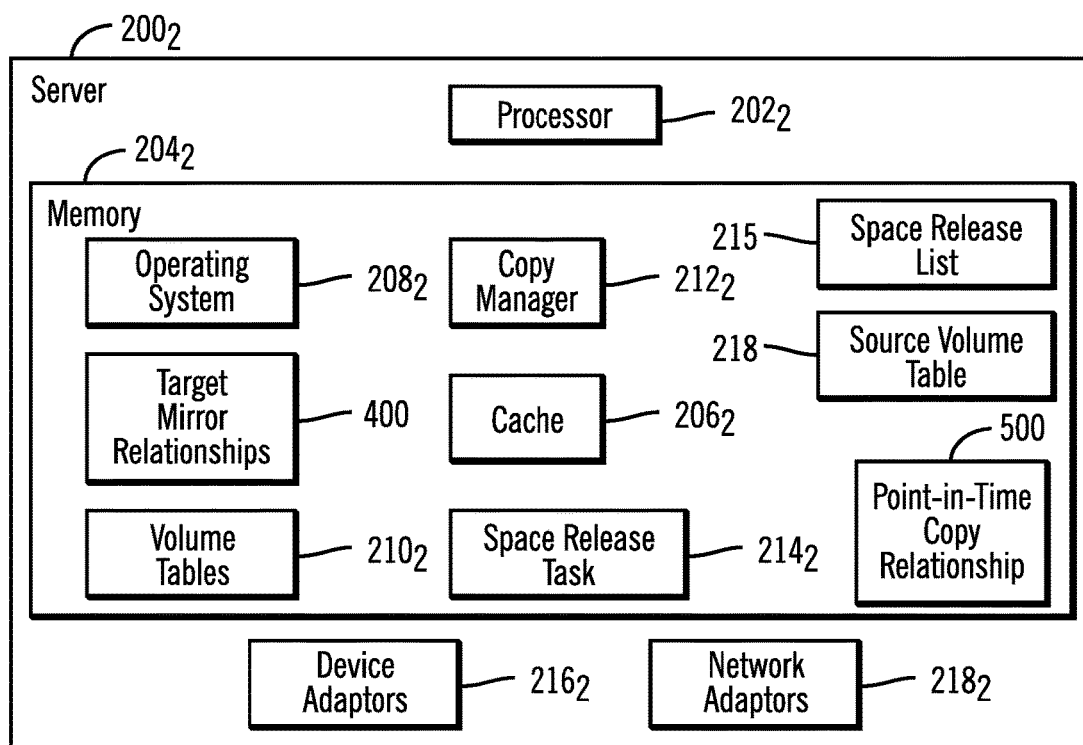 200₂
Server
Processor
202₂
204₂
Memory
Operating
System
208₂
Copy
Manager
212₂
215
Space Release
List
Target
Mirror
Relationships
400
Cache
206₂
218
Source Volume
Table
Volume
Tables
210₂
Space Release
Task
214₂
500
Point-in-Time
Copy
Relationship
Device
Adaptors
216₂
Network
Adaptors
218₂